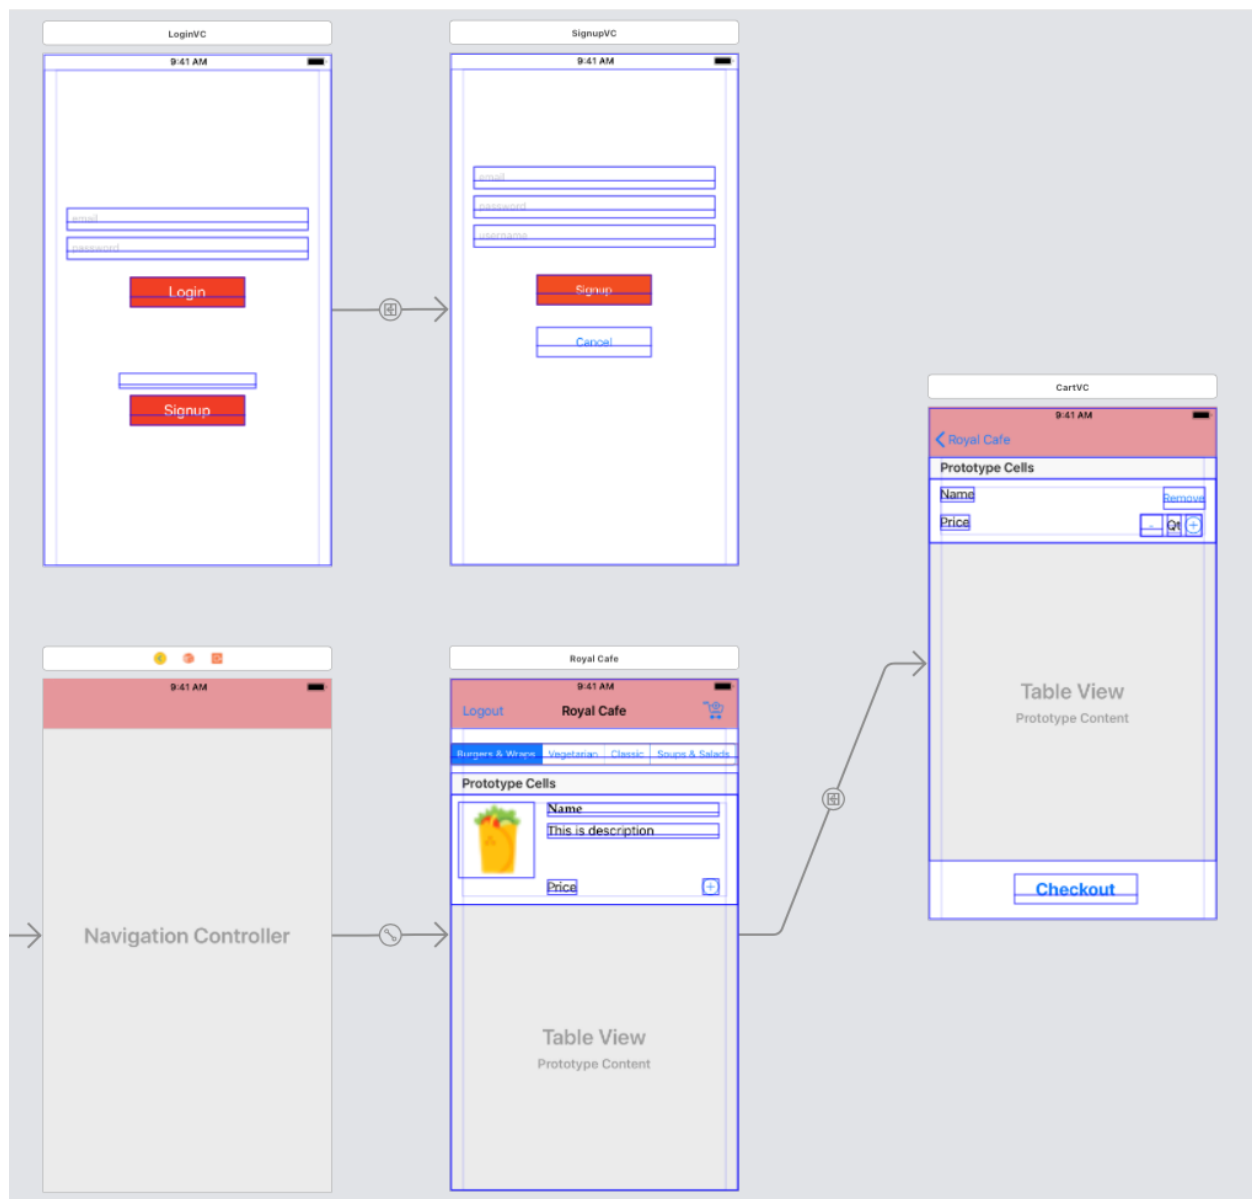 LoginVC
9:41 AM
email
password
Login
Signup
SignupVC
9:41 AM
email
password
username
Signup
Cancel
CartVC
9:41 AM
Royal Cafe
Prototype Cells
Name
Remove
Price
- Qt +
Table View
Prototype Content
Checkout
9:41 AM
Navigation Controller
Royal Cafe
9:41 AM
Logout Royal Cafe
Burgers & Wraps Vegetarian Classic Soups & Salads
Prototype Cells
Name
This is description
Price +
Table View
Prototype Content